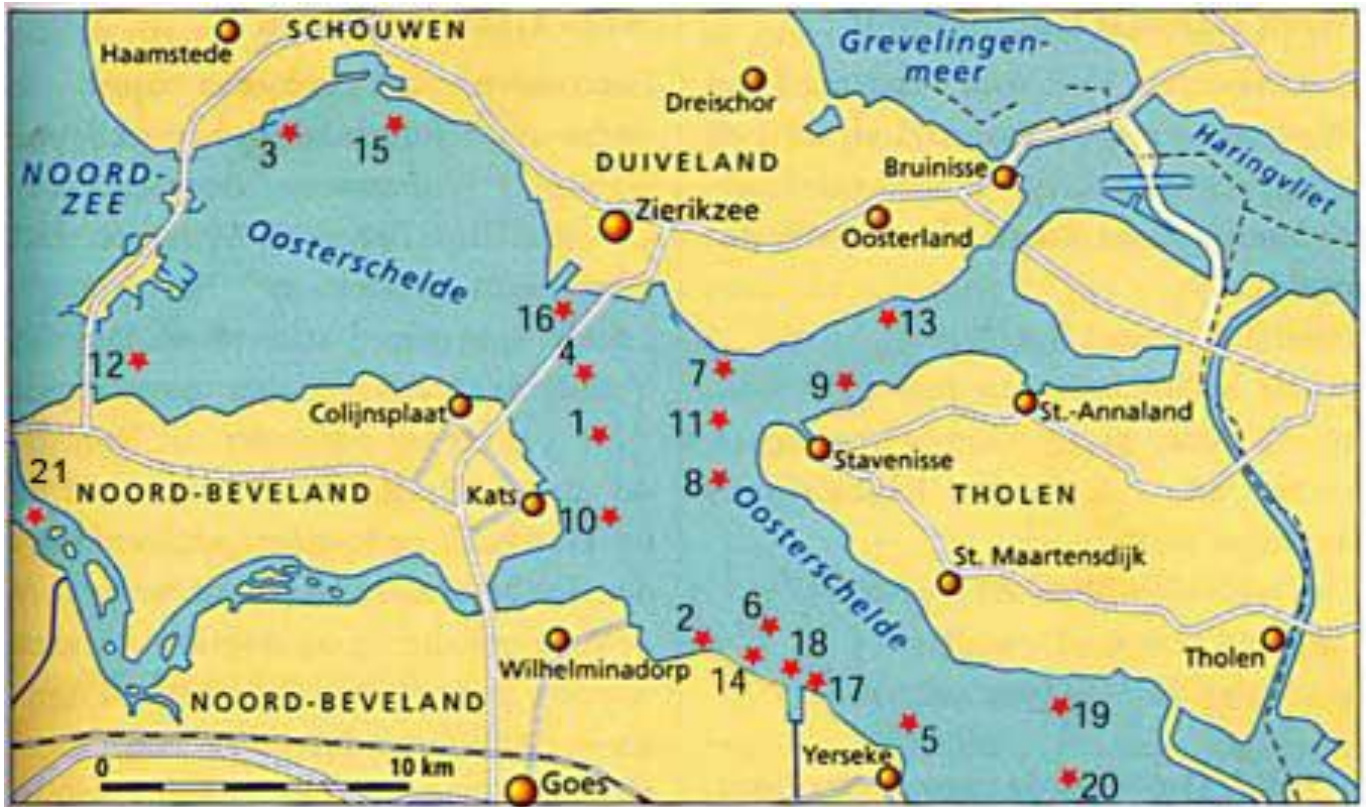 SCHOUWEN
Haamstede
Grevelingen-
meer
Dreischor
3
15
DUIVELAND
Bruinisse
Haringvliet
NOORD-
ZEE
Zierikzee
Oosterland
Oosterschelde
16
13
4
12
7
9
Colijnsplaat
St.-Annaland
1
11
Stavenisse
21
NOORD-BEVELAND
Kats
8
THOLEN
10
Oosterschelde
St. Maartensdijk
2
6
18
Wilhelminadorp
14
17
Tholen
NOORD-BEVELAND
19
5
Yerseke
0
10 km
Goes
20